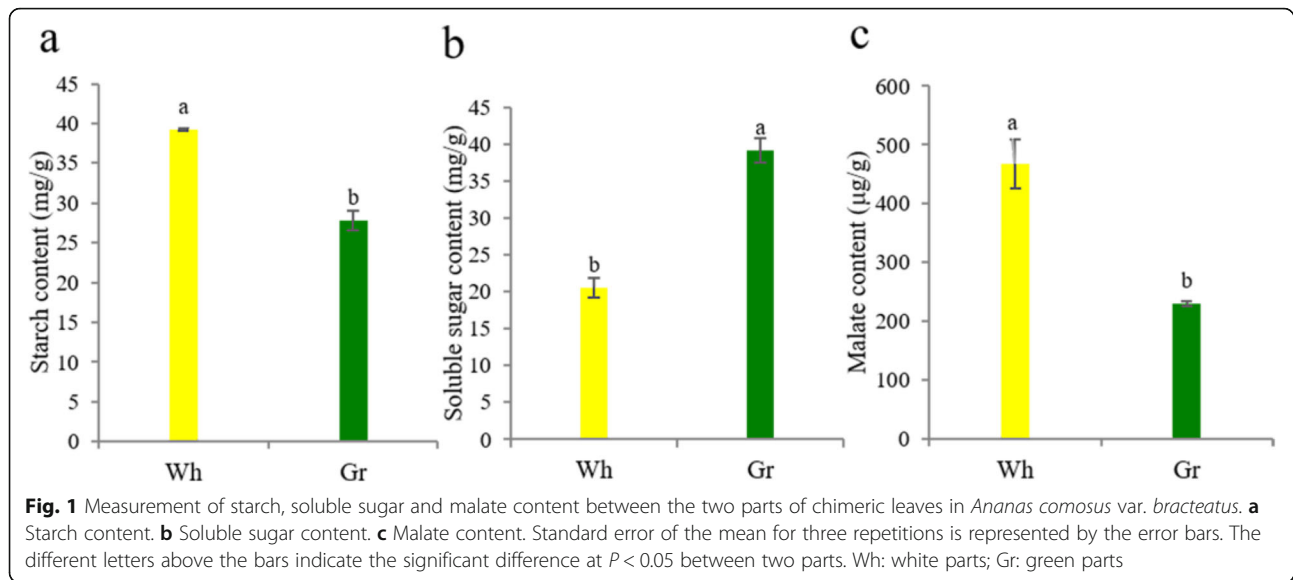 a
b
c
45
40
35
30
25
20
15
10
5
0
Starch content (mg/g)
a
b
Wh
Gr
45
40
35
30
25
20
15
10
5
0
Soluble sugar content (mg/g)
b
a
Wh
Gr
600
500
400
300
200
100
0
Malate content (µg/g)
a
b
Wh
Gr
Fig. 1 Measurement of starch, soluble sugar and malate content between the two parts of chimeric leaves in Ananas comosus var. bracteatus. a
Starch content. b Soluble sugar content. c Malate content. Standard error of the mean for three repetitions is represented by the error bars. The
different letters above the bars indicate the significant difference at P < 0.05 between two parts. Wh: white parts; Gr: green parts